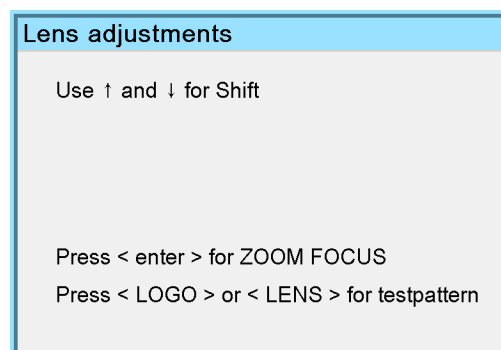 Lens adjustments
Use ↑ and ↓ for Shift
Press < enter > for ZOOM FOCUS
Press < LOGO > or < LENS > for testpattern